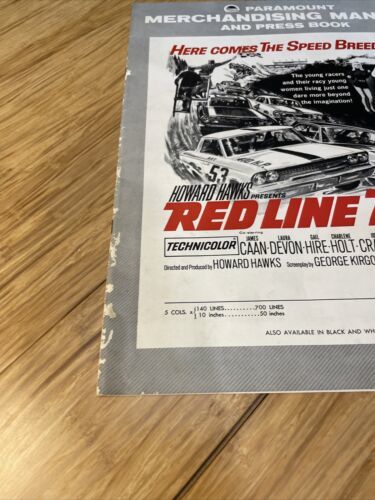 PARAMOUNT
MERCHANDISING MAN
AND PRESS BOOK
HERE COMES THE SPEED BREED
The young racers
and their racy young
women living just one
dare more beyond
the imagination!
53
HOWARD HAWKS PRESENTS
RED LINE 7
Co-starring
TECHNICOLOR
JAMES CAAN · LAURA DEVON · GAIL HIRE · CHARLENE HOLT ·
Directed and Produced by HOWARD HAWKS Screenplay by GEORGE KIRGO
5 COLS. x 140 LINES..........700 LINES
10 inches..........50 inches
ALSO AVAILABLE IN BLACK AND WH